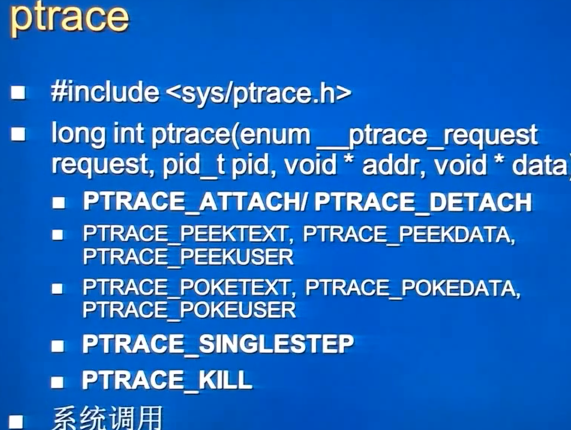 ptrace
#include <sys/ptrace.h>
long int ptrace(enum __ptrace_request
request, pid_t pid, void * addr, void * data)
PTRACE_ATTACH/ PTRACE_DETACH
PTRACE_PEEKTEXT, PTRACE_PEEKDATA,
PTRACE_PEEKUSER
PTRACE_POKETEXT, PTRACE_POKEDATA,
PTRACE_POKEUSER
PTRACE_SINGLESTEP
PTRACE_KILL
系统调用